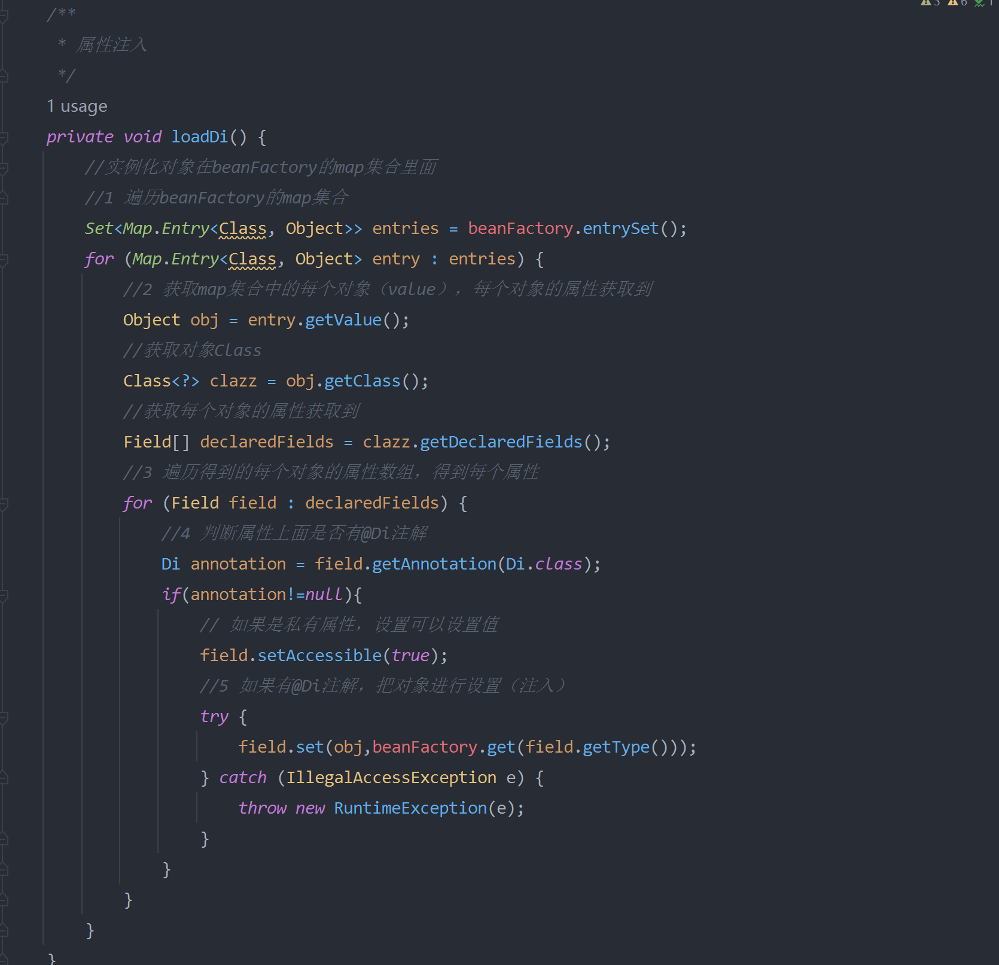 3 6 1
/**
* 属性注入
*/
1 usage
private void loadDi() {
//实例化对象在beanFactory的map集合里面
//1 遍历beanFactory的map集合
Set<Map.Entry<Class, Object>> entries = beanFactory.entrySet();
for (Map.Entry<Class, Object> entry : entries) {
//2 获取map集合中的每个对象（value），每个对象的属性获取到
Object obj = entry.getValue();
//获取对象Class
Class<?> clazz = obj.getClass();
//获取每个对象的属性获取到
Field[] declaredFields = clazz.getDeclaredFields();
//3 遍历得到的每个对象的属性数组，得到每个属性
for (Field field : declaredFields) {
//4 判断属性上面是否有@Di注解
Di annotation = field.getAnnotation(Di.class);
if(annotation!=null){
// 如果是私有属性，设置可以设置值
field.setAccessible(true);
//5 如果有@Di注解，把对象进行设置（注入）
try {
field.set(obj,beanFactory.get(field.getType()));
} catch (IllegalAccessException e) {
throw new RuntimeException(e);
}
}
}
}
}